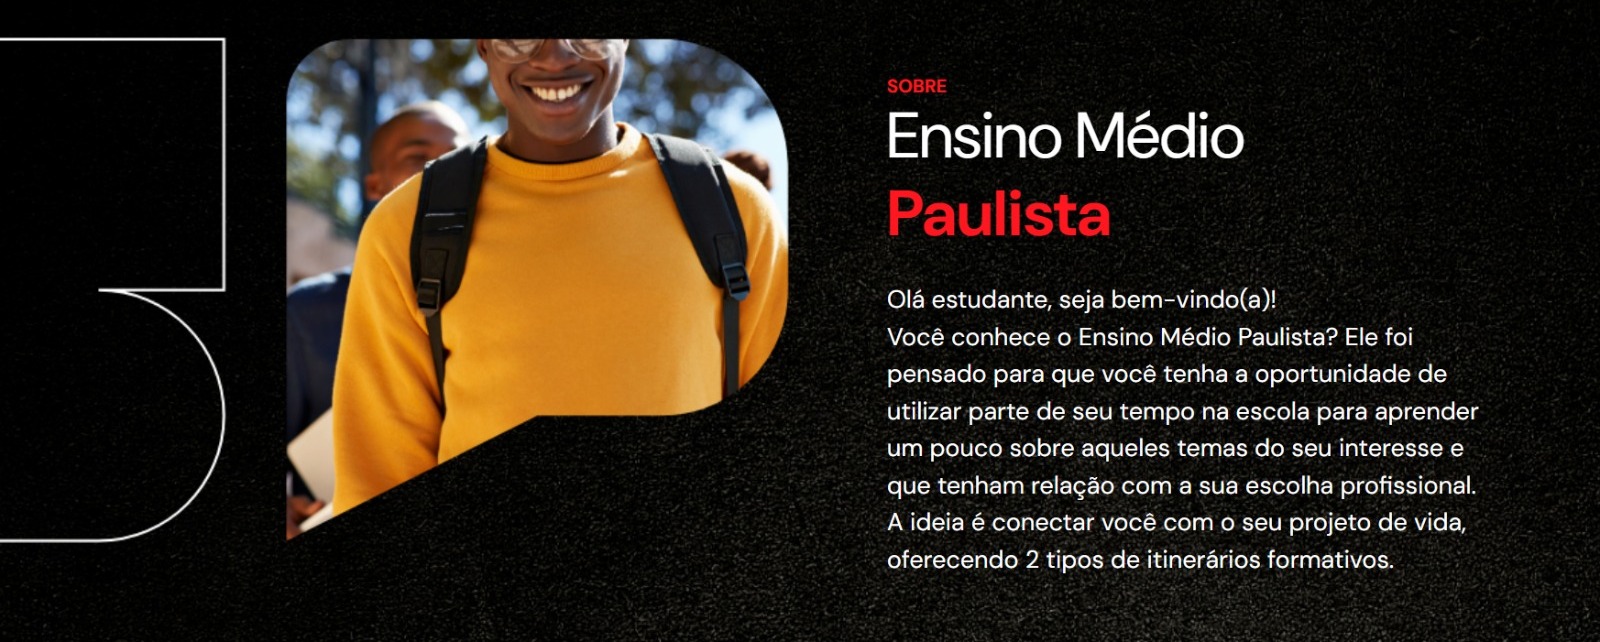 SOBRE
Ensino Médio
Paulista
Olá estudante, seja bem-vindo(a)!
Você conhece o Ensino Médio Paulista? Ele foi
pensado para que você tenha a oportunidade de
utilizar parte de seu tempo na escola para aprender
um pouco sobre aqueles temas do seu interesse e
que tenham relação com a sua escolha profissional.
A ideia é conectar você com o seu projeto de vida,
oferecendo 2 tipos de itinerários formativos.